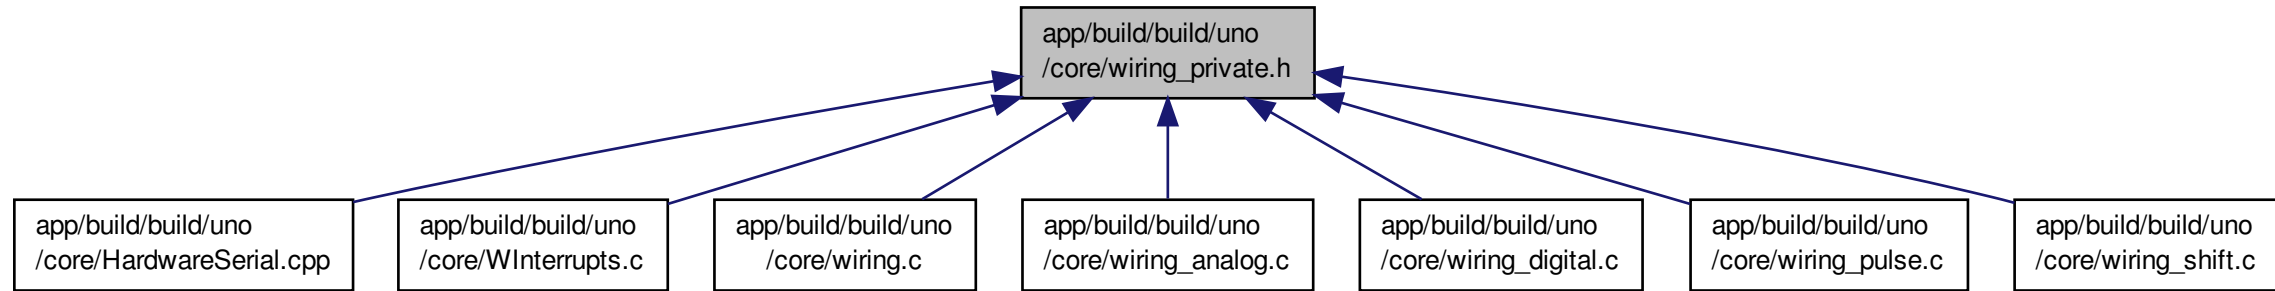 app/build/build/uno
/core/wiring_private.h
app/build/build/uno
/core/HardwareSerial.cpp
app/build/build/uno
/core/WInterrupts.c
app/build/build/uno
/core/wiring.c
app/build/build/uno
/core/wiring_analog.c
app/build/build/uno
/core/wiring_digital.c
app/build/build/uno
/core/wiring_pulse.c
app/build/build/uno
/core/wiring_shift.c